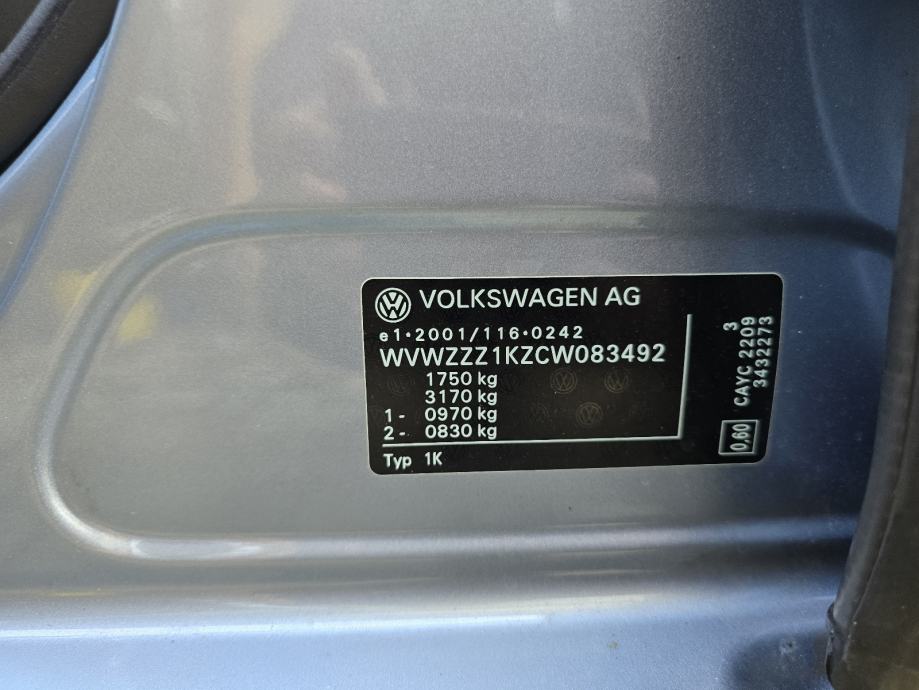 VOLKSWAGEN AG
e1•2001/116•0242
WVWZZZ1KZCW083492
1750 kg
3170 kg
1- 0970 kg
2- 0830 kg
Typ 1K
3
CAYC 2209
3432273
0,60